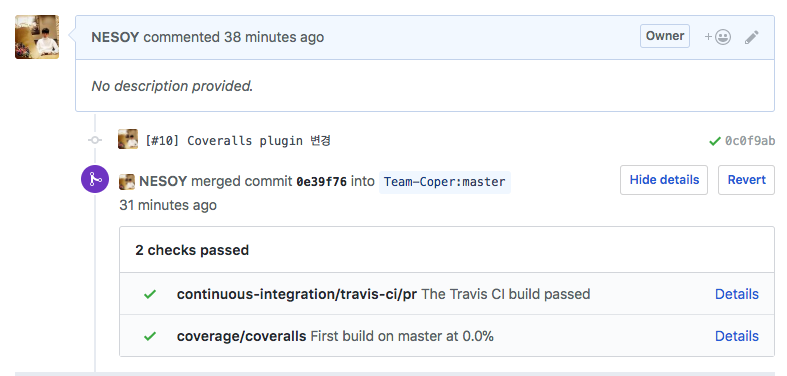 NESOY commented 38 minutes ago Owner
No description provided.
[#10] Coveralls plugin 변경 0c0f9ab
NESOY merged commit 0e39f76 into Team-Coper:master Hide details Revert
31 minutes ago
2 checks passed
continuous-integration/travis-ci/pr The Travis CI build passed Details
coverage/coveralls First build on master at 0.0% Details